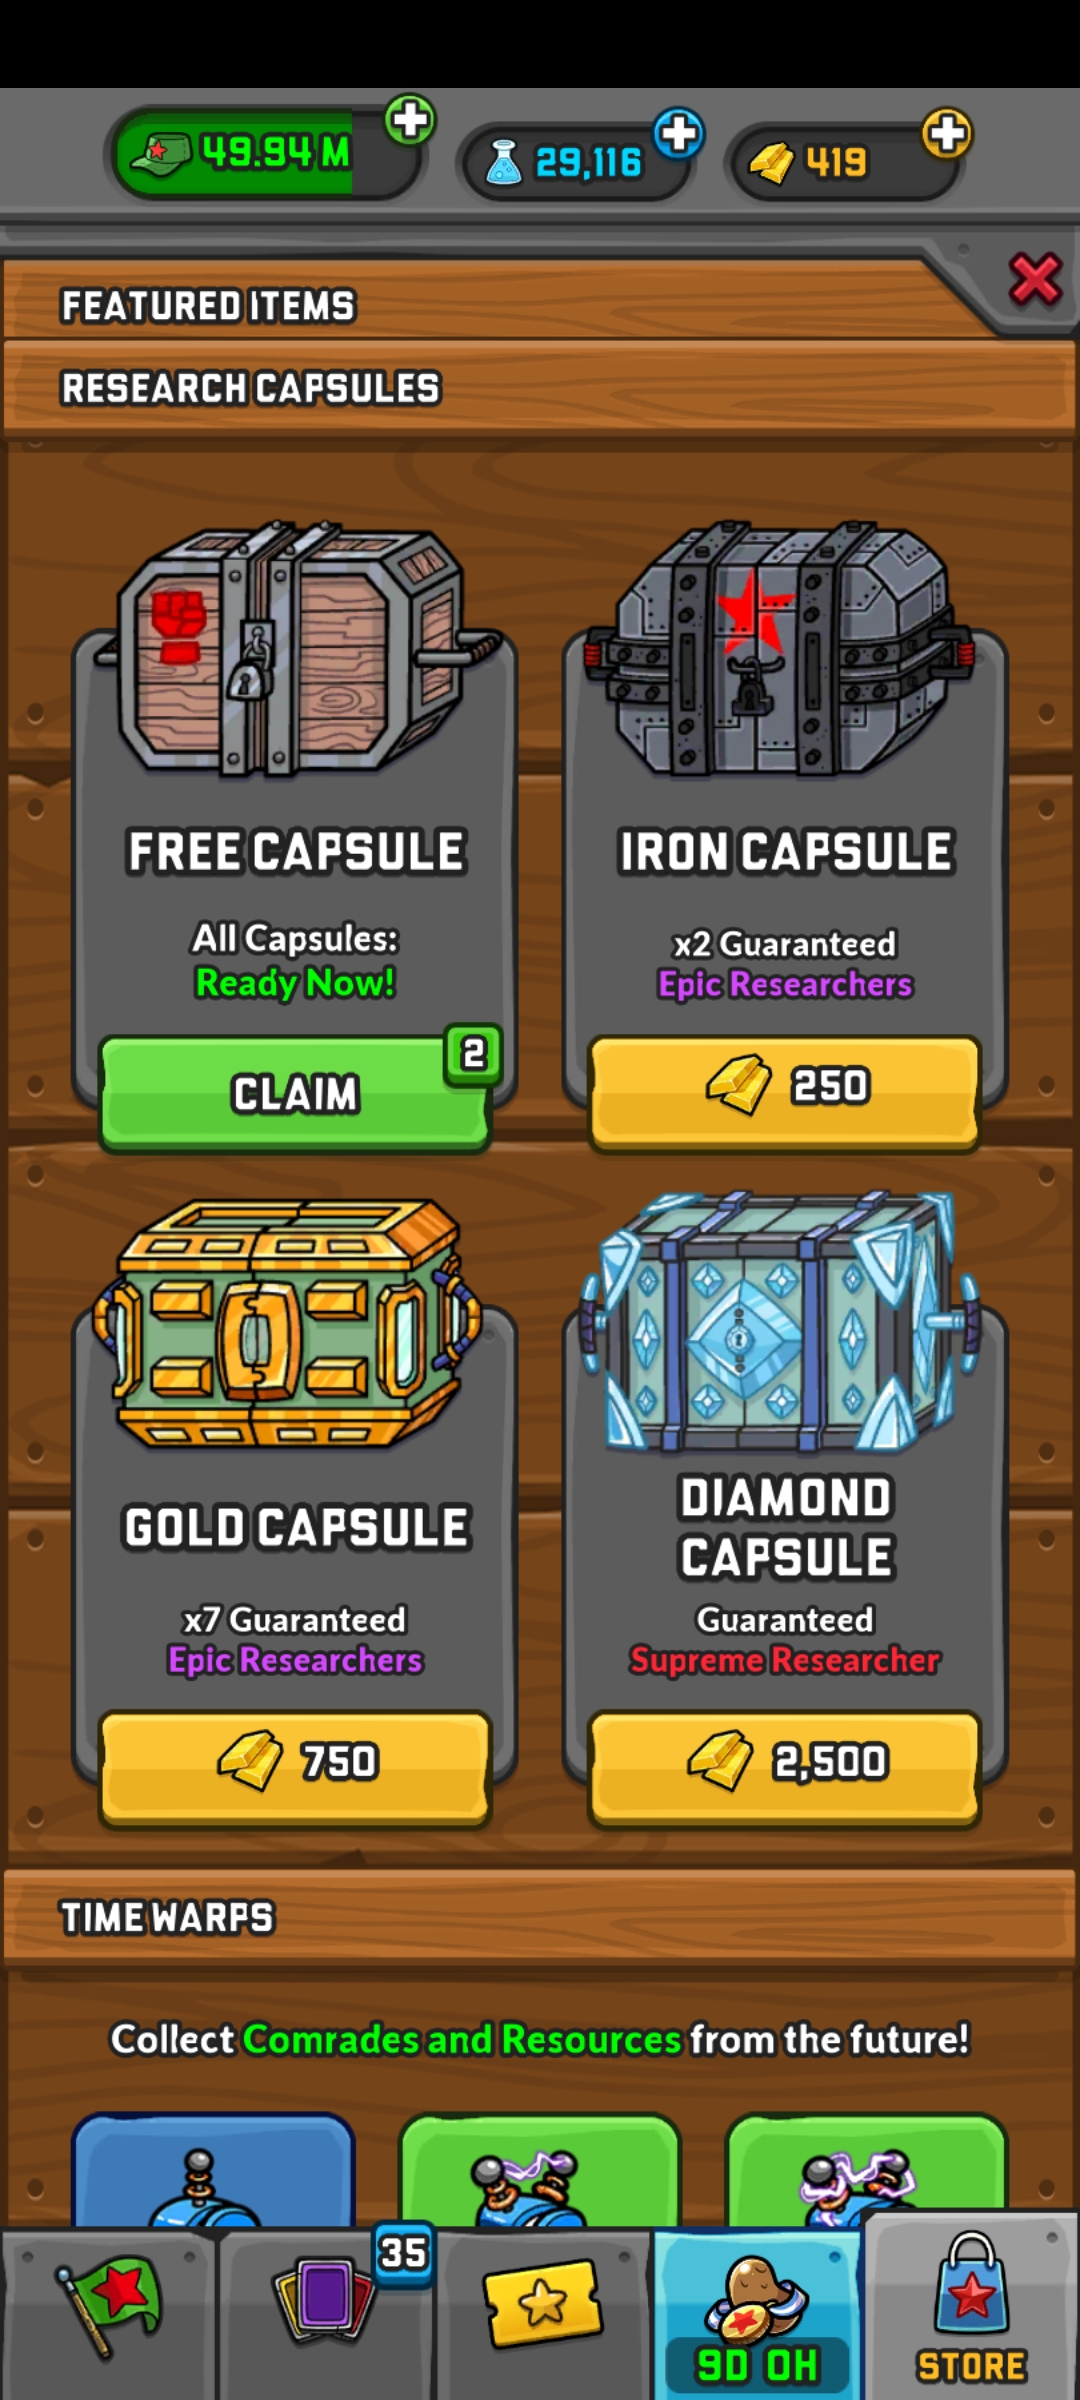 49.94 M
29,116
419
FEATURED ITEMS
RESEARCH CAPSULES
FREE CAPSULE
All Capsules:
Ready Now!
CLAIM
2
IRON CAPSULE
x2 Guaranteed
Epic Researchers
250
GOLD CAPSULE
x7 Guaranteed
Epic Researchers
750
DIAMOND
CAPSULE
Guaranteed
Supreme Researcher
2,500
TIME WARPS
Collect Comrades and Resources from the future!
35
9D 0H
STORE